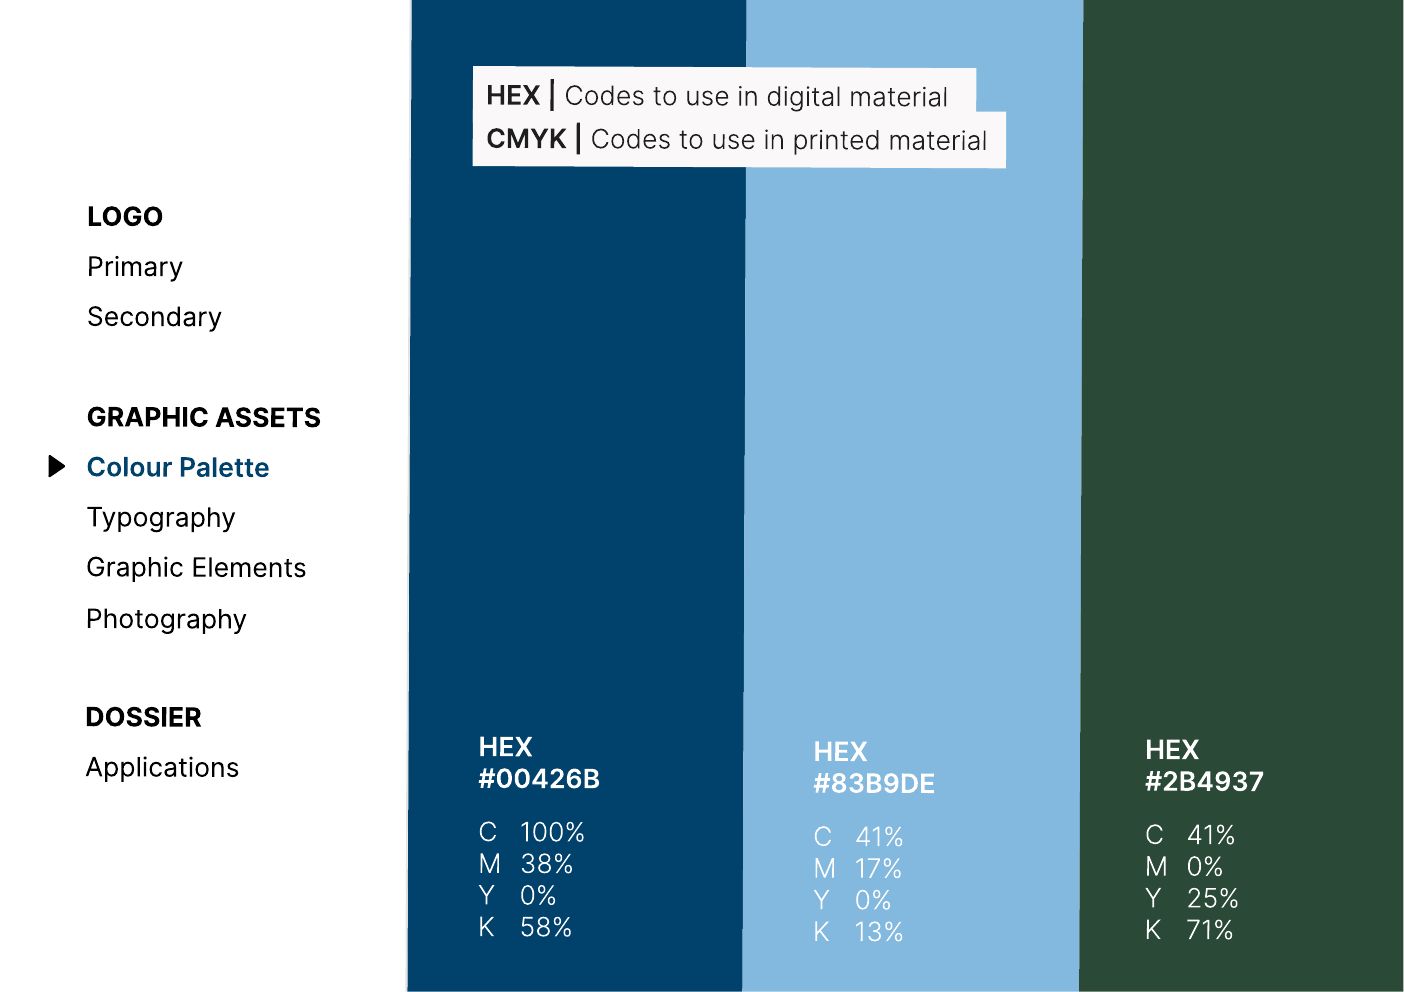 LOGO
Primary
Secondary
GRAPHIC ASSETS
Colour Palette
Typography
Graphic Elements
Photography
DOSSIER
Applications
HEX | Codes to use in digital material
CMYK | Codes to use in printed material
HEX
#00426B
C 100%
M 38%
Y 0%
K 58%
HEX
#83B9DE
C 41%
M 17%
Y 0%
K 13%
HEX
#2B4937
C 41%
M 0%
Y 25%
K 71%